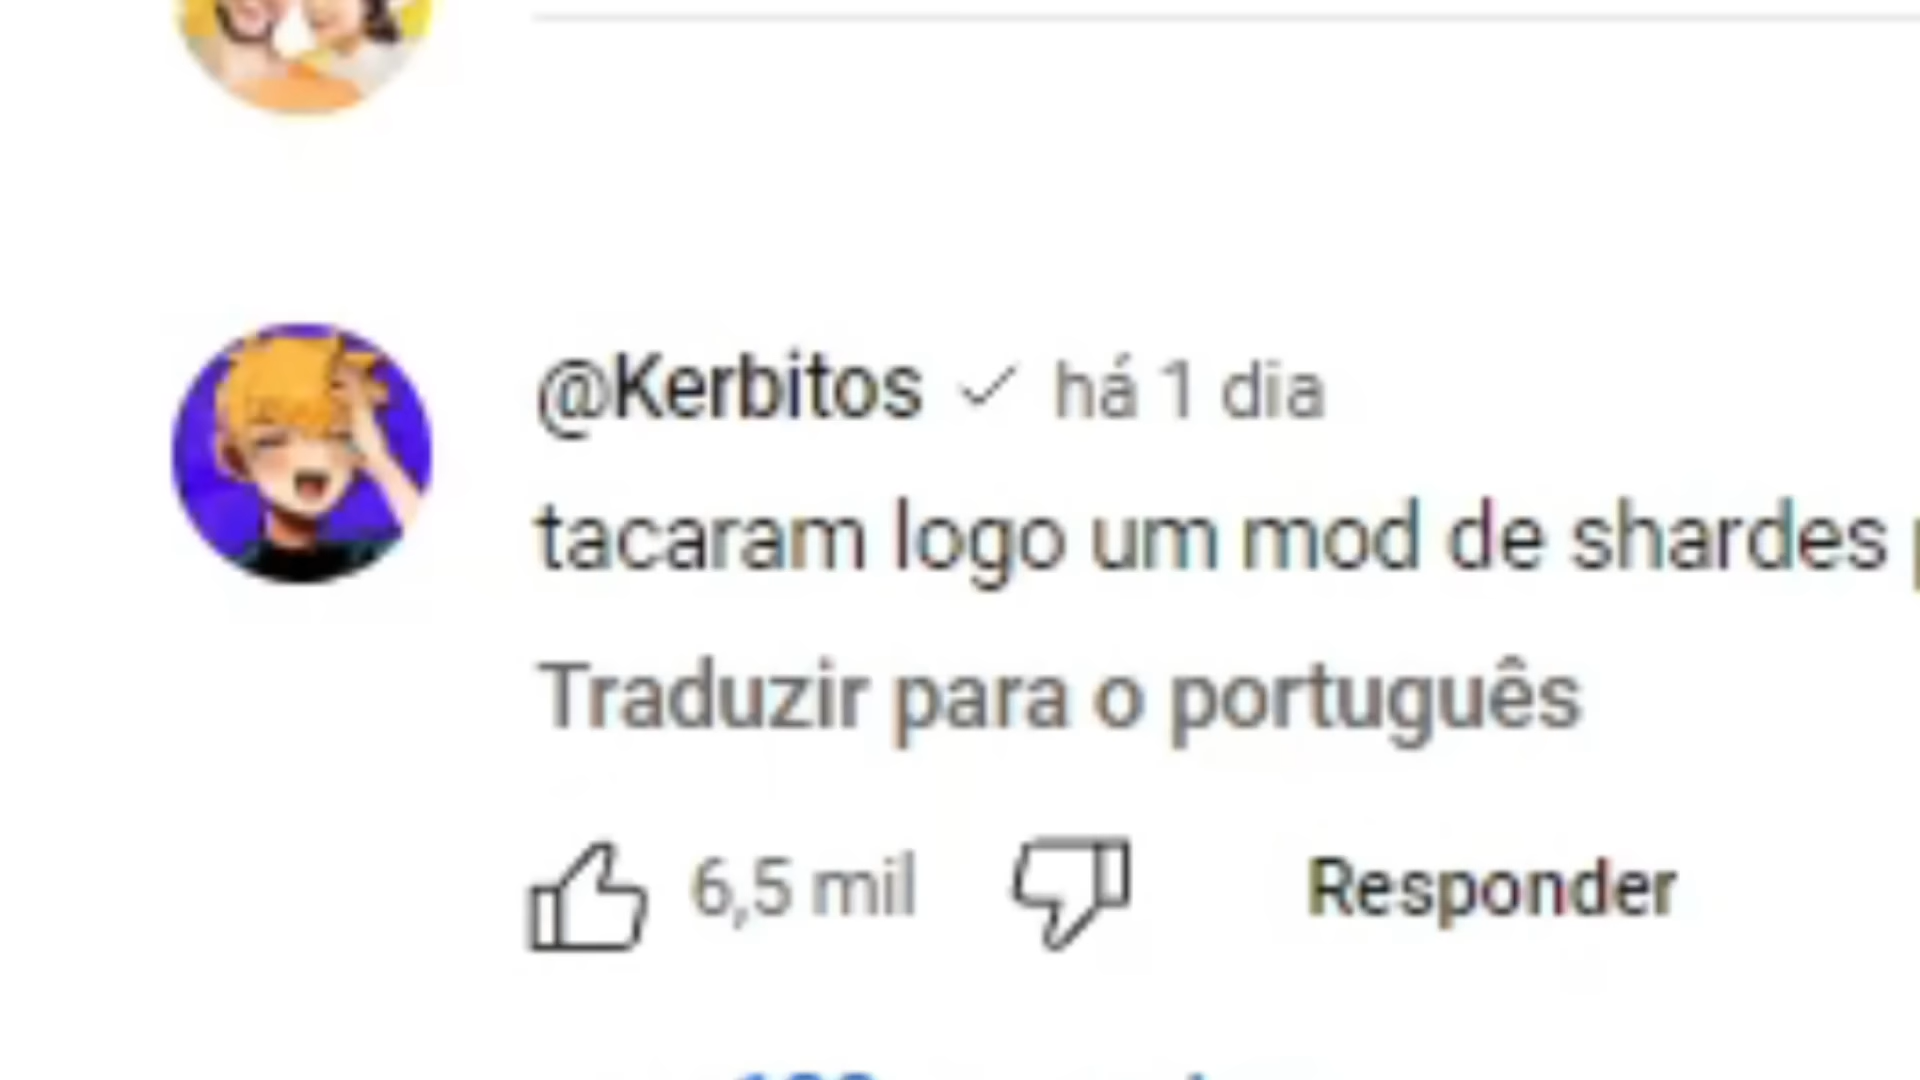 @Kerbitos há 1 dia
tacaram logo um mod de shardes
Traduzir para o português
6,5 mil Responder